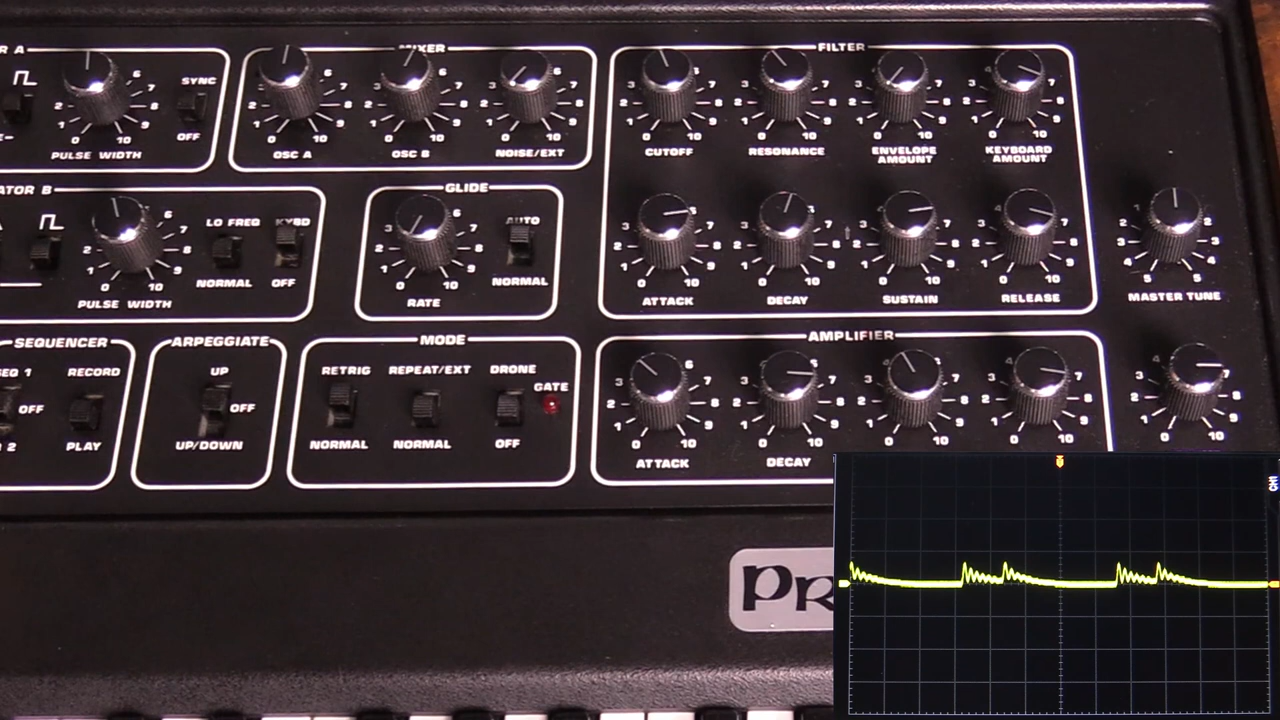 R A
MIXER
FILTER
SYNC
OFF
PULSE WIDTH
OSC A
OSC B
NOISE/EXT
CUTOFF
RESONANCE
ENVELOPE
AMOUNT
KEYBOARD
AMOUNT
ATOR B
GLIDE
LO FREQ
KYBD
AUTO
NORMAL
OFF
NORMAL
PULSE WIDTH
RATE
ATTACK
DECAY
SUSTAIN
RELEASE
MASTER TUNE
SEQUENCER
ARPEGGIATE
MODE
AMPLIFIER
SEQ 1
RECORD
UP
RETRIG
REPEAT/EXT
DRONE
GATE
OFF
OFF
2
PLAY
UP/DOWN
NORMAL
NORMAL
OFF
ATTACK
DECAY
CH1
PR